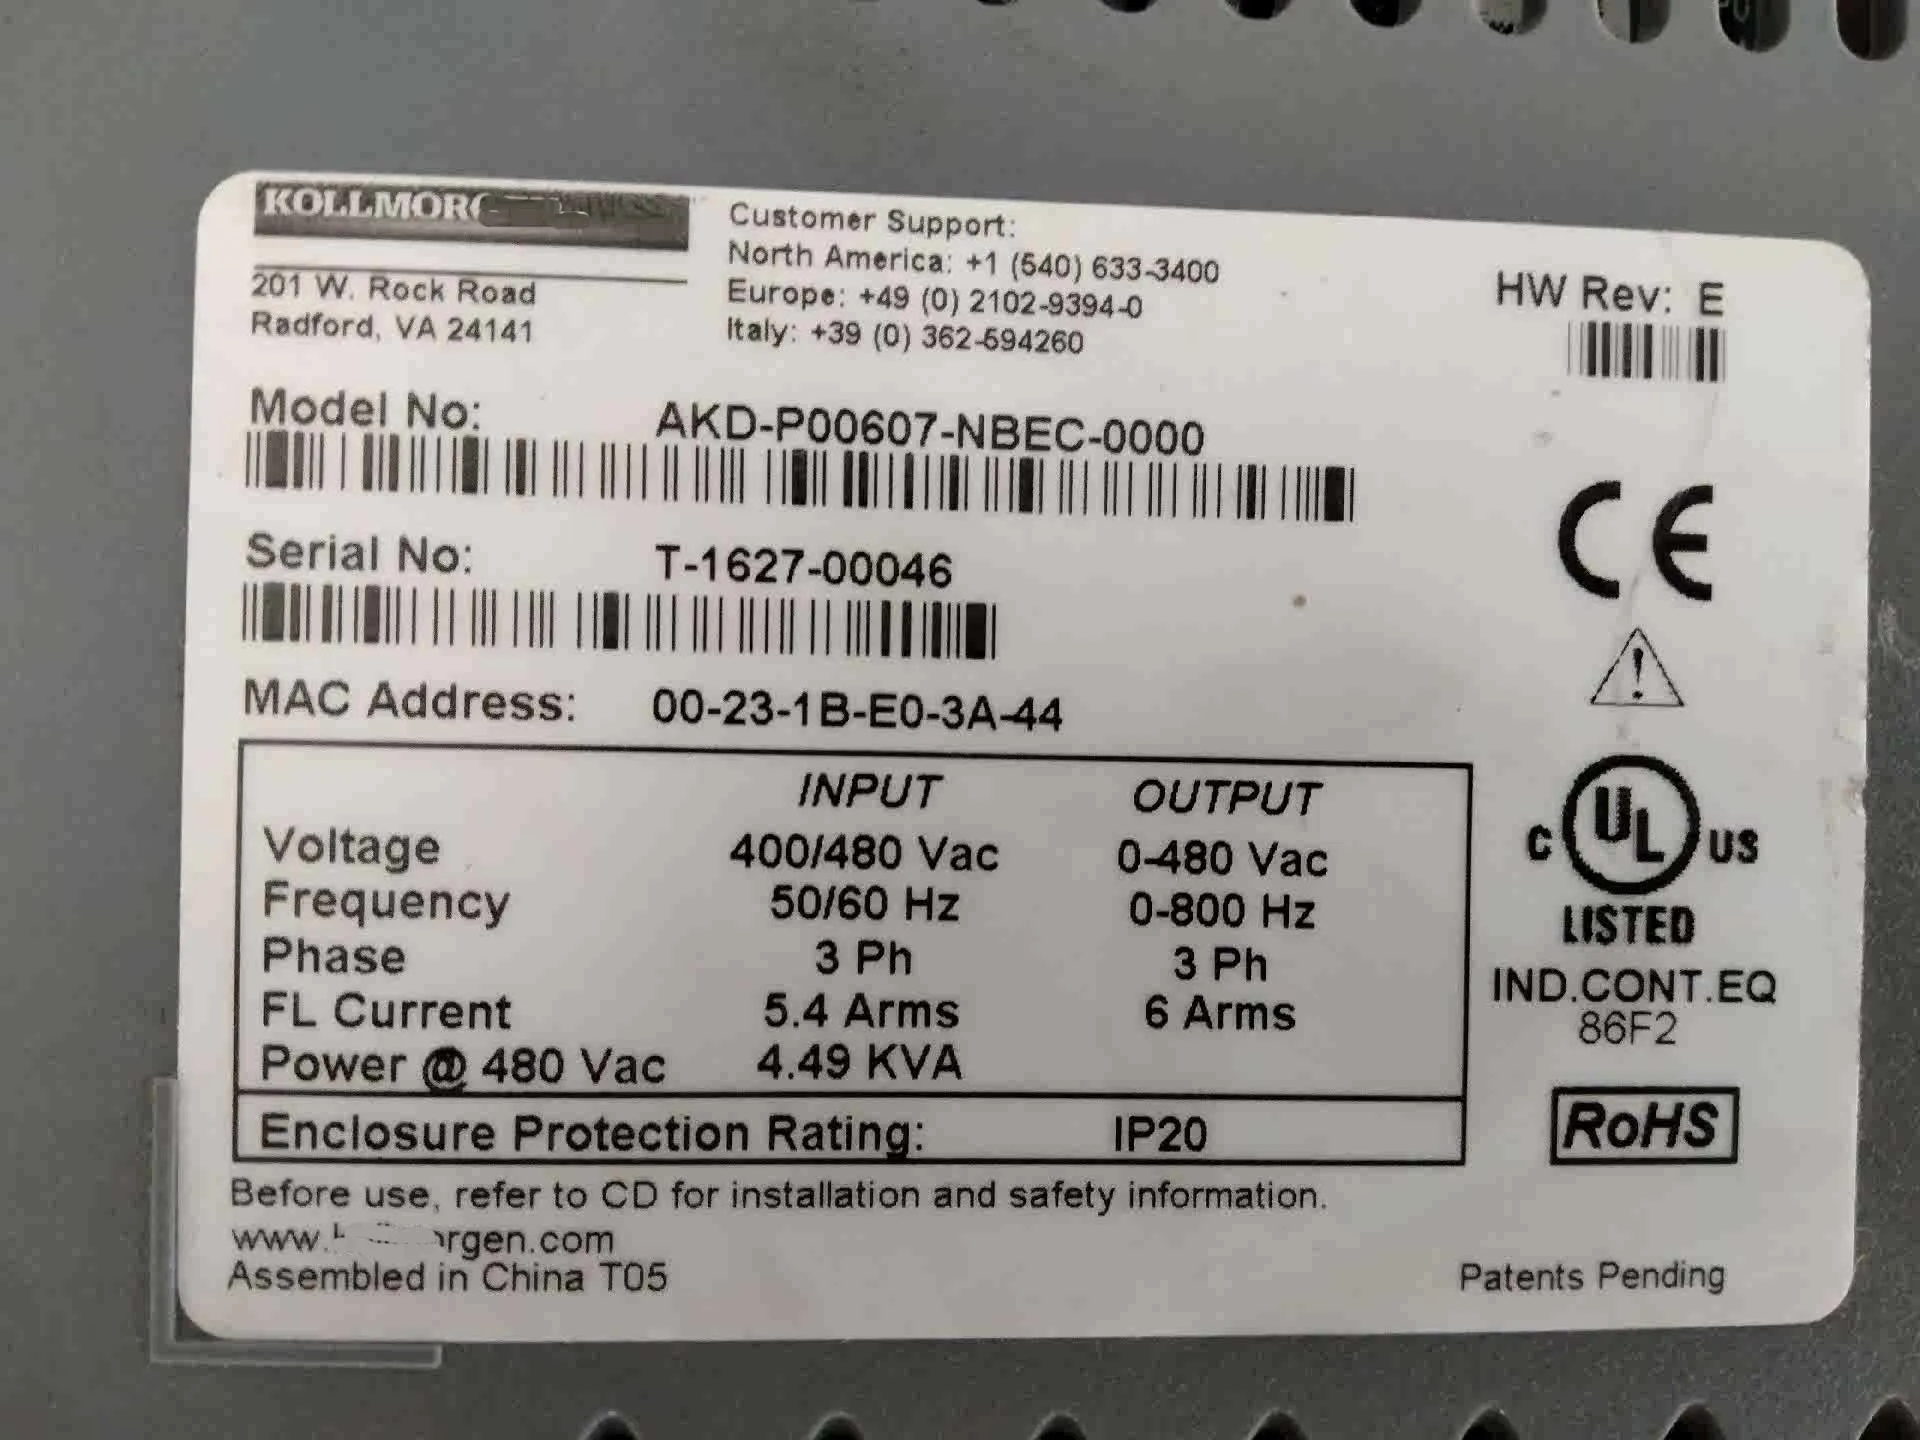 KOLLMOR
201 W. Rock Road
Radford, VA 24141
Customer Support:
North America: +1 (540) 633-3400
Europe: +49 (0) 2102-9394-0
Italy: +39 (0) 362-594260
HW Rev: E
Model No: AKD-P00607-NBEC-0000
Serial No: T-1627-00046
MAC Address: 00-23-1B-E0-3A-44
INPUT OUTPUT
Voltage 400/480 Vac 0-480 Vac
Frequency 50/60 Hz 0-800 Hz
Phase 3 Ph 3 Ph
FL Current 5.4 Arms 6 Arms
Power @ 480 Vac 4.49 KVA
Enclosure Protection Rating: IP20
Before use, refer to CD for installation and safety information.
www. rgen.com
Assembled in China T05
CE
C UL US
LISTED
IND.CONT.EQ
86F2
RoHS
Patents Pending